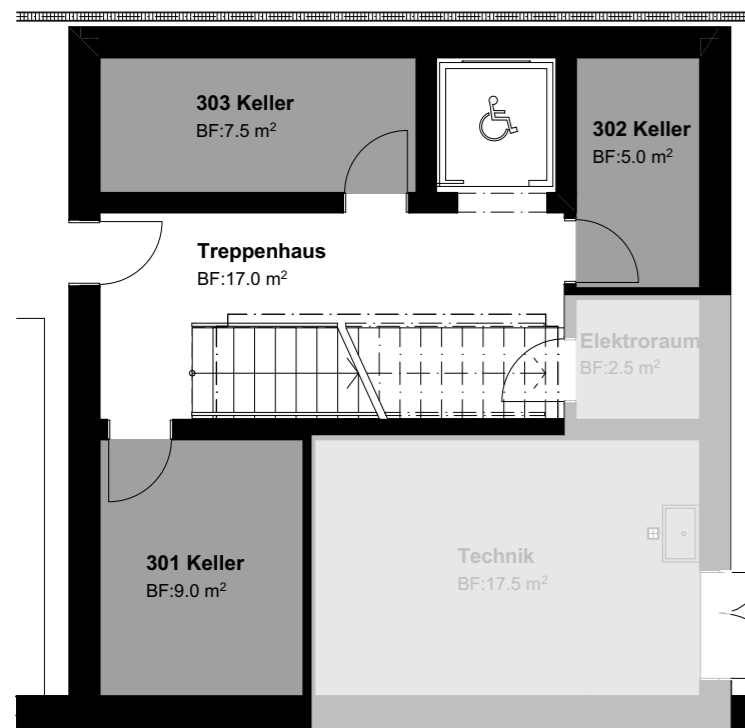 303 Keller
BF:7.5 m²
302 Keller
BF:5.0 m²
Treppenhaus
BF:17.0 m²
Elektroraum
BF:2.5 m²
301 Keller
BF:9.0 m²
Technik
BF:17.5 m²